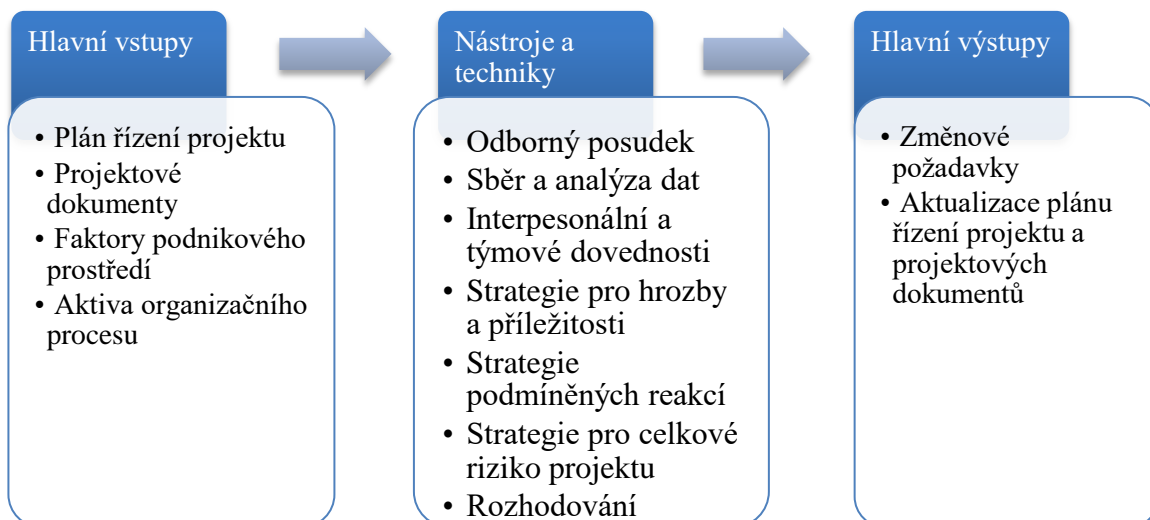 Hlavní vstupy
• Plán řízení projektu
• Projektové
dokumenty
• Faktory podnikového
prostředí
• Aktiva organizačního
procesu
Nástroje a
techniky
• Odborný posudek
• Sběr a analýza dat
• Interpesonální a
týmové dovednosti
• Strategie pro hrozby
a příležitosti
• Strategie
podmíněných reakcí
• Strategie pro celkové
riziko projektu
• Rozhodování
Hlavní výstupy
• Změnové
požadavky
• Aktualizace plánu
řízení projektu a
projektových
dokumentů